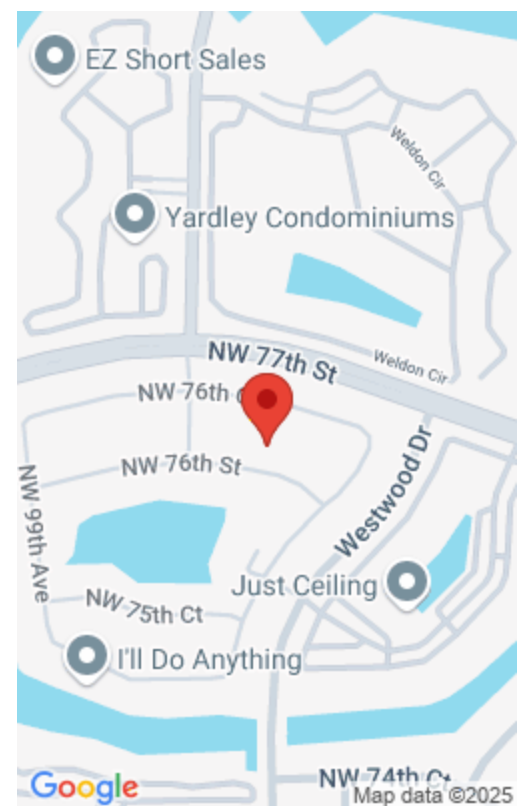 EZ Short Sales
Weldon Cir
Yardley Condominiums
NW 77th St
Weldon Cir
NW 76th
NW 76th St
Westwood Dr
NW 99th Ave
Just Ceiling
NW 75th Ct
I'll Do Anything
NW 74th Ct
Google
Map data ©2025